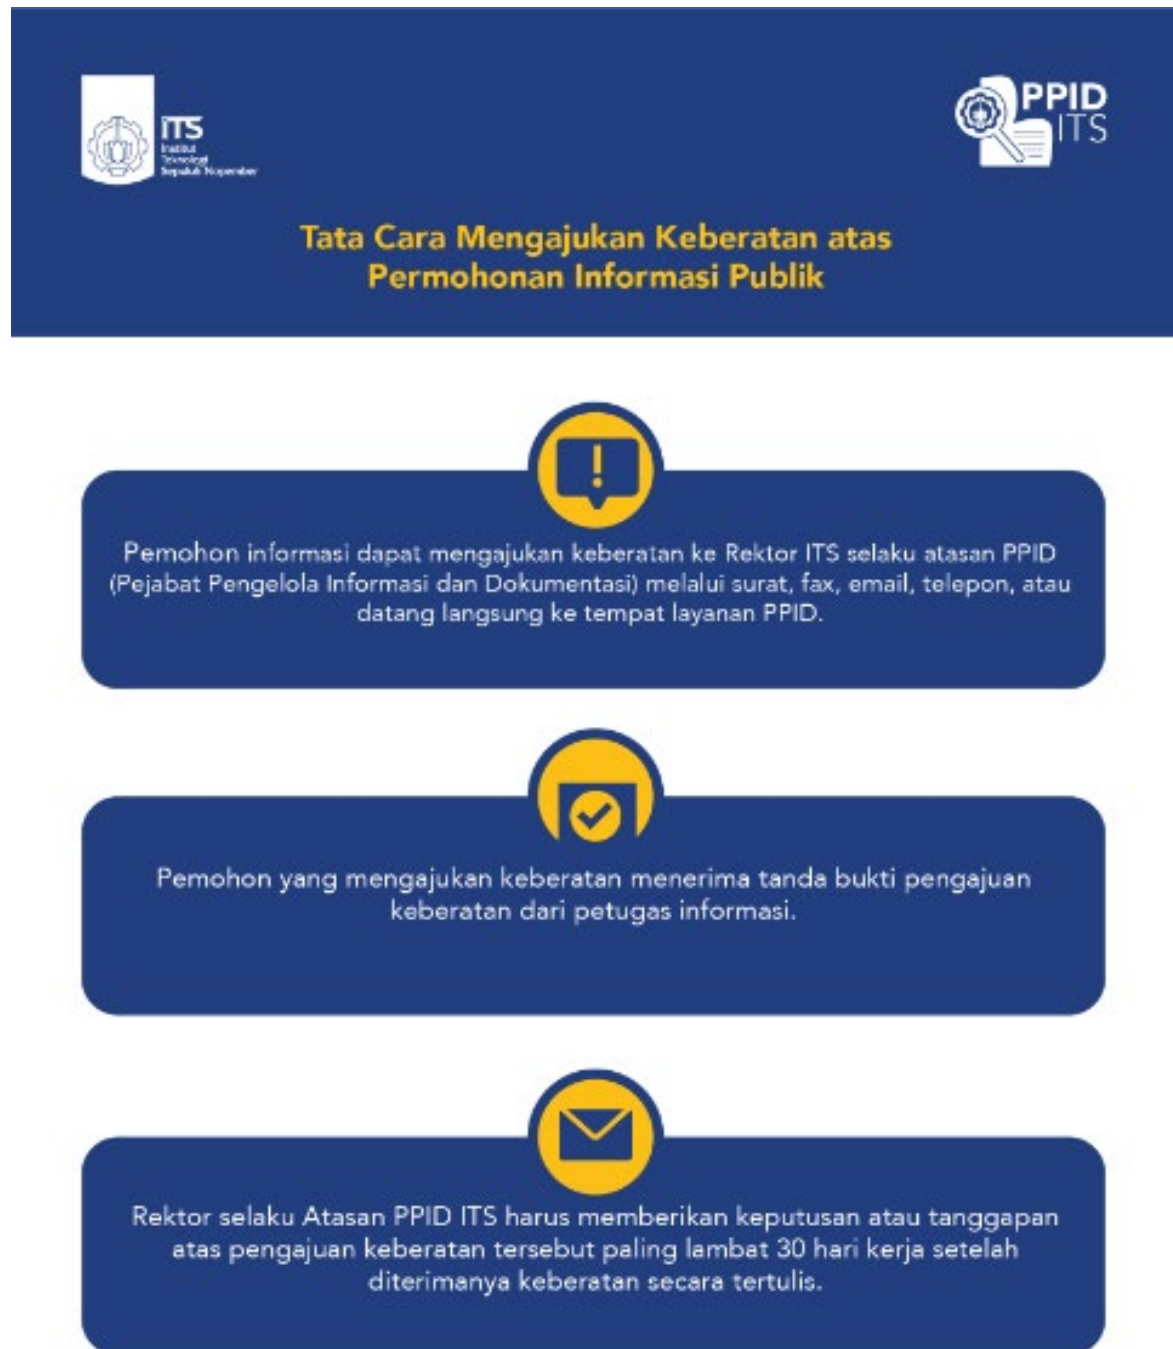 ITS
Institut
Teknologi
Sepuluh Nopember
PPID
ITS
Tata Cara Mengajukan Keberatan atas
Permohonan Informasi Publik
!
Pemohon informasi dapat mengajukan keberatan ke Rektor ITS selaku atasan PPID
(Pejabat Pengelola Informasi dan Dokumentasi) melalui surat, fax, email, telepon, atau
datang langsung ke tempat layanan PPID.
Pemohon yang mengajukan keberatan menerima tanda bukti pengajuan
keberatan dari petugas informasi.
Rektor selaku Atasan PPID ITS harus memberikan keputusan atau tanggapan
atas pengajuan keberatan tersebut paling lambat 30 hari kerja setelah
diterimanya keberatan secara tertulis.